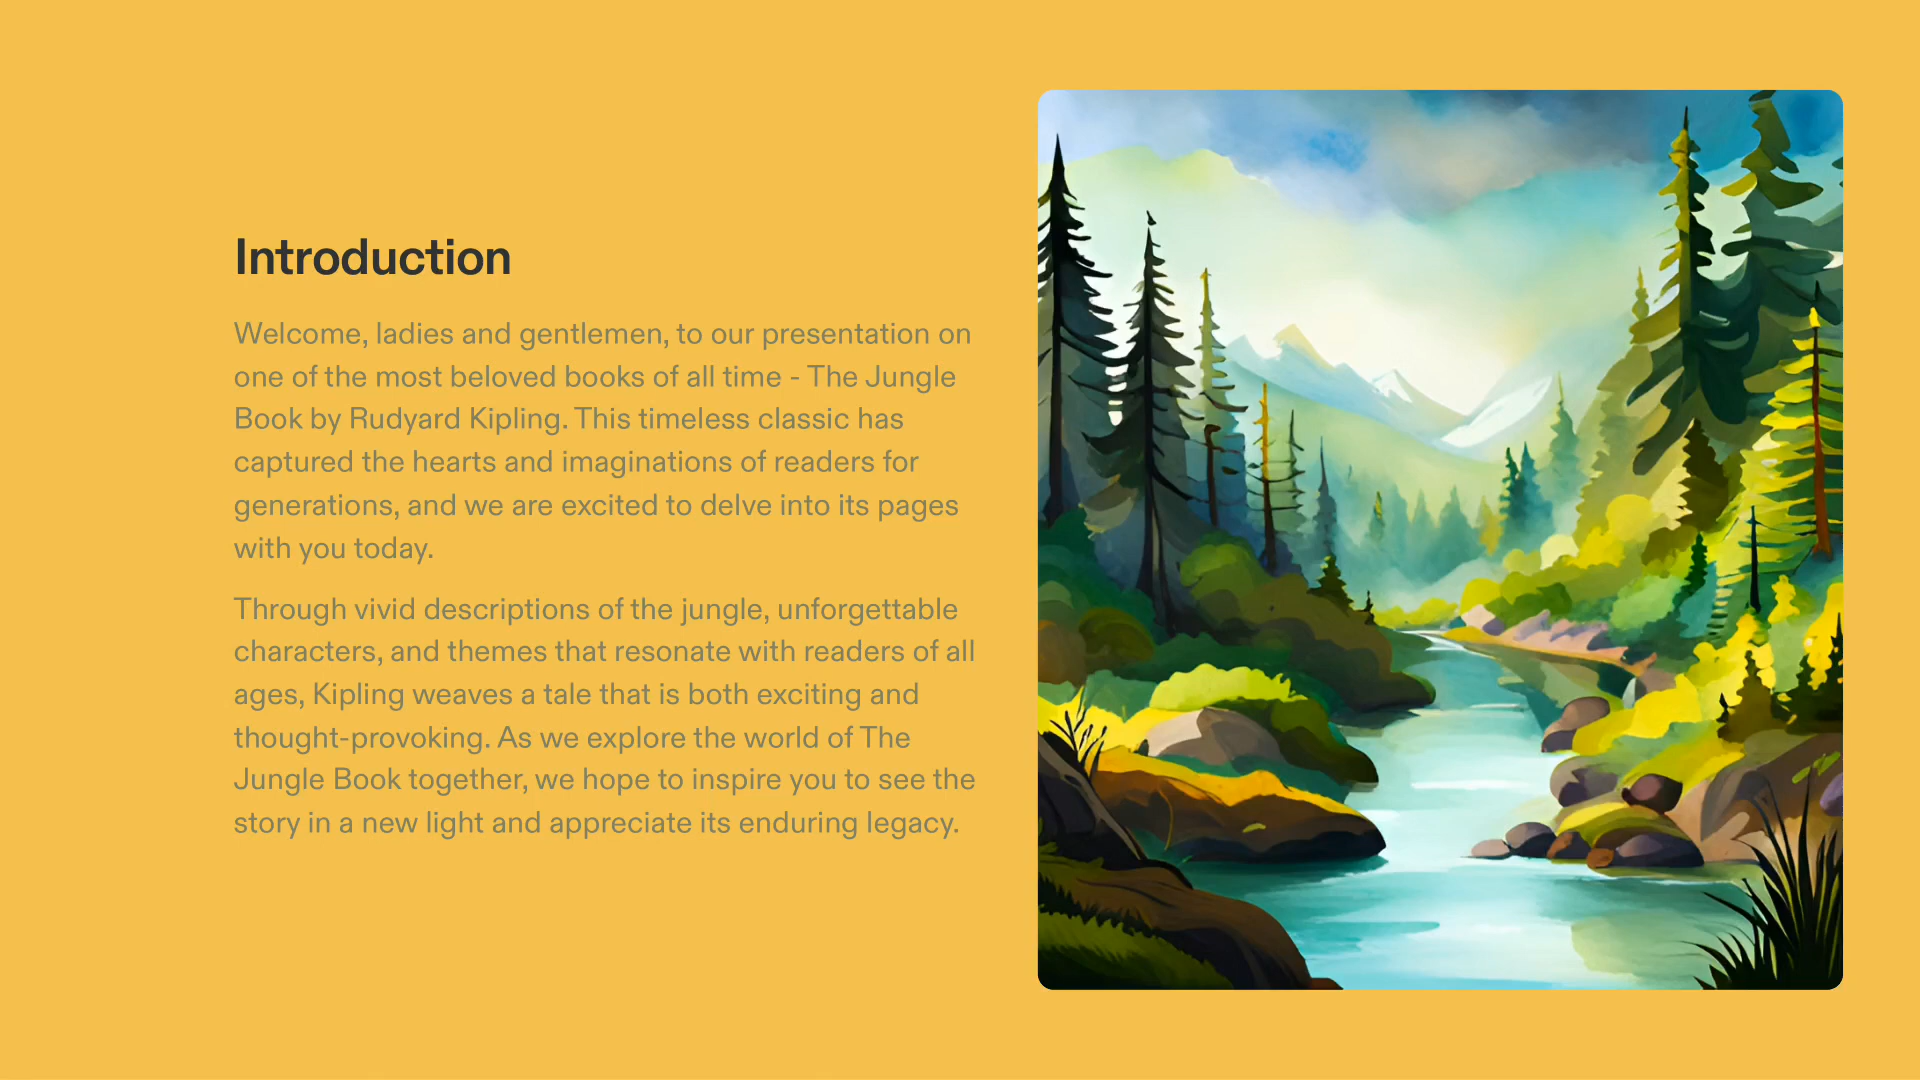 Introduction
Welcome, ladies and gentlemen, to our presentation on
one of the most beloved books of all time - The Jungle
Book by Rudyard Kipling. This timeless classic has
captured the hearts and imaginations of readers for
generations, and we are excited to delve into its pages
with you today.
Through vivid descriptions of the jungle, unforgettable
characters, and themes that resonate with readers of all
ages, Kipling weaves a tale that is both exciting and
thought-provoking. As we explore the world of The
Jungle Book together, we hope to inspire you to see the
story in a new light and appreciate its enduring legacy.